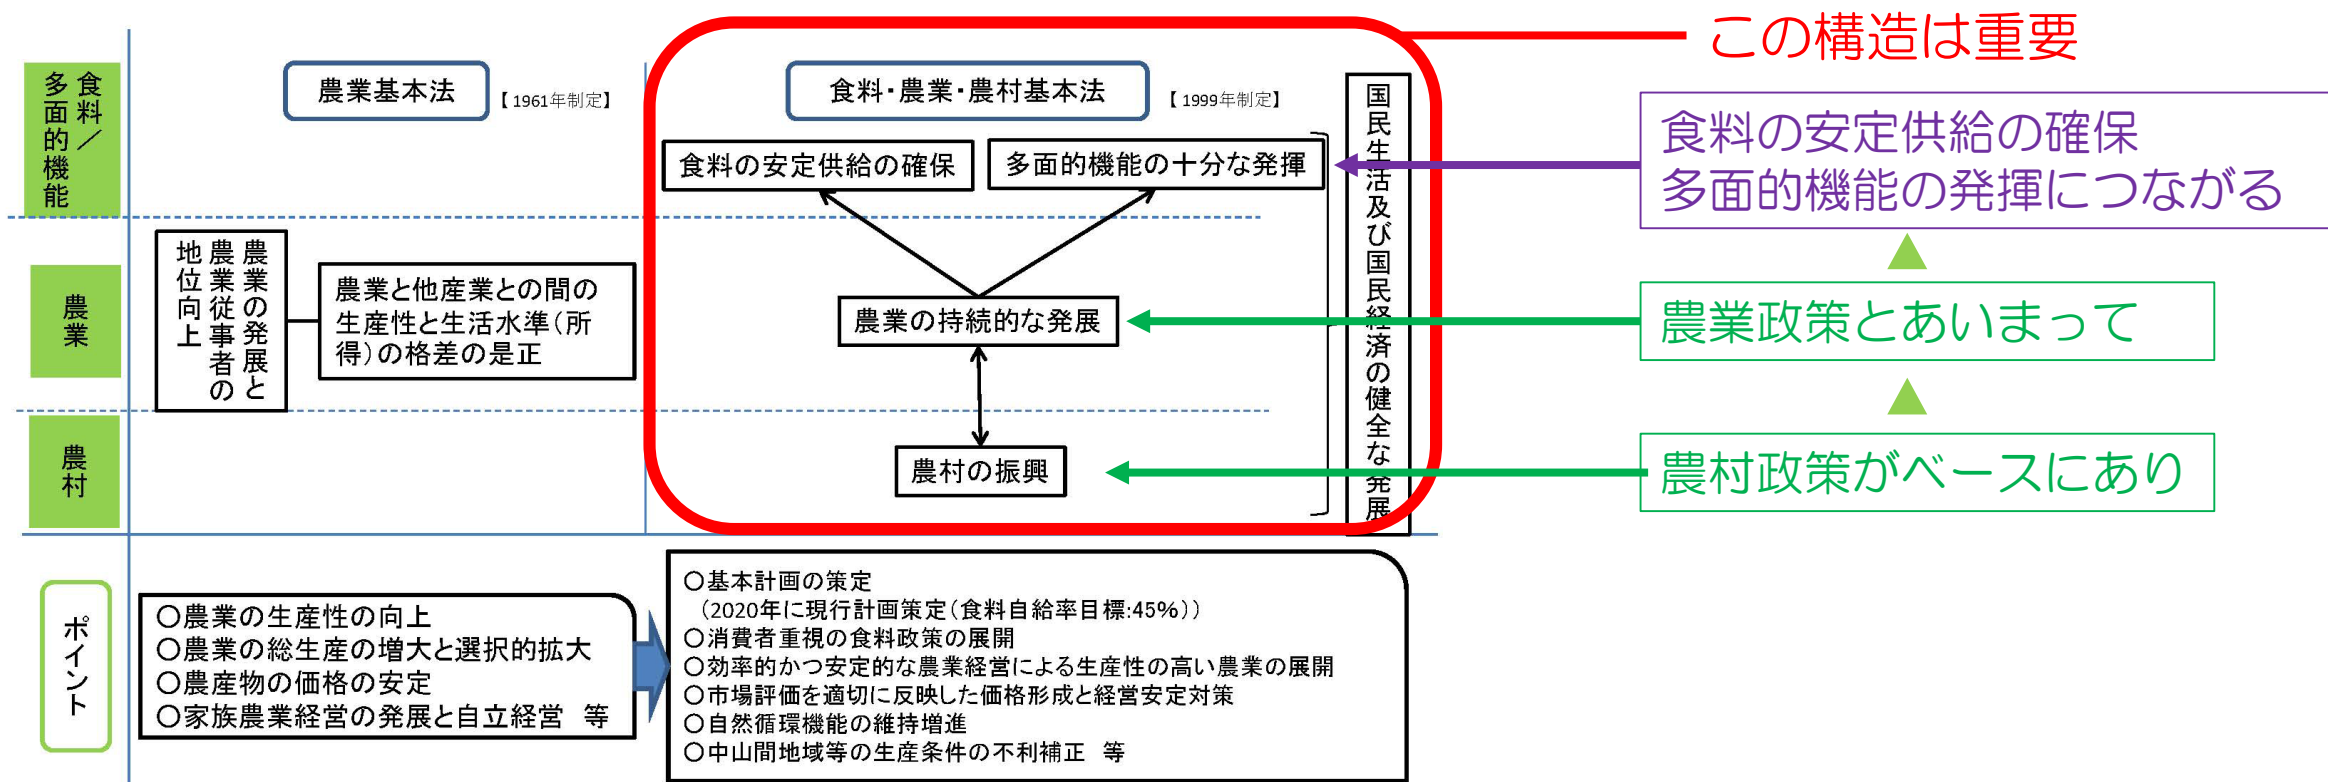 この構造は重要
食料／
多面的機能
農業基本法
【1961年制定】
食料・農業・農村基本法
【1999年制定】
国民生活及び国民経済の健全な発展
食料の安定供給の確保
多面的機能の十分な発揮
食料の安定供給の確保
多面的機能の発揮につながる
農業
農業の発展と
農業従事者の
地位向上
農業と他産業との間の
生産性と生活水準（所
得）の格差の是正
農業の持続的な発展
農業政策とあいまって
農村
農村の振興
農村政策がベースにあり
ポイント
〇農業の生産性の向上
〇農業の総生産の増大と選択的拡大
〇農産物の価格の安定
〇家族農業経営の発展と自立経営　等
〇基本計画の策定
（2020年に現行計画策定（食料自給率目標:45%））
〇消費者重視の食料政策の展開
〇効率的かつ安定的な農業経営による生産性の高い農業の展開
〇市場評価を適切に反映した価格形成と経営安定対策
〇自然循環機能の維持増進
〇中山間地域等の生産条件の不利補正　等